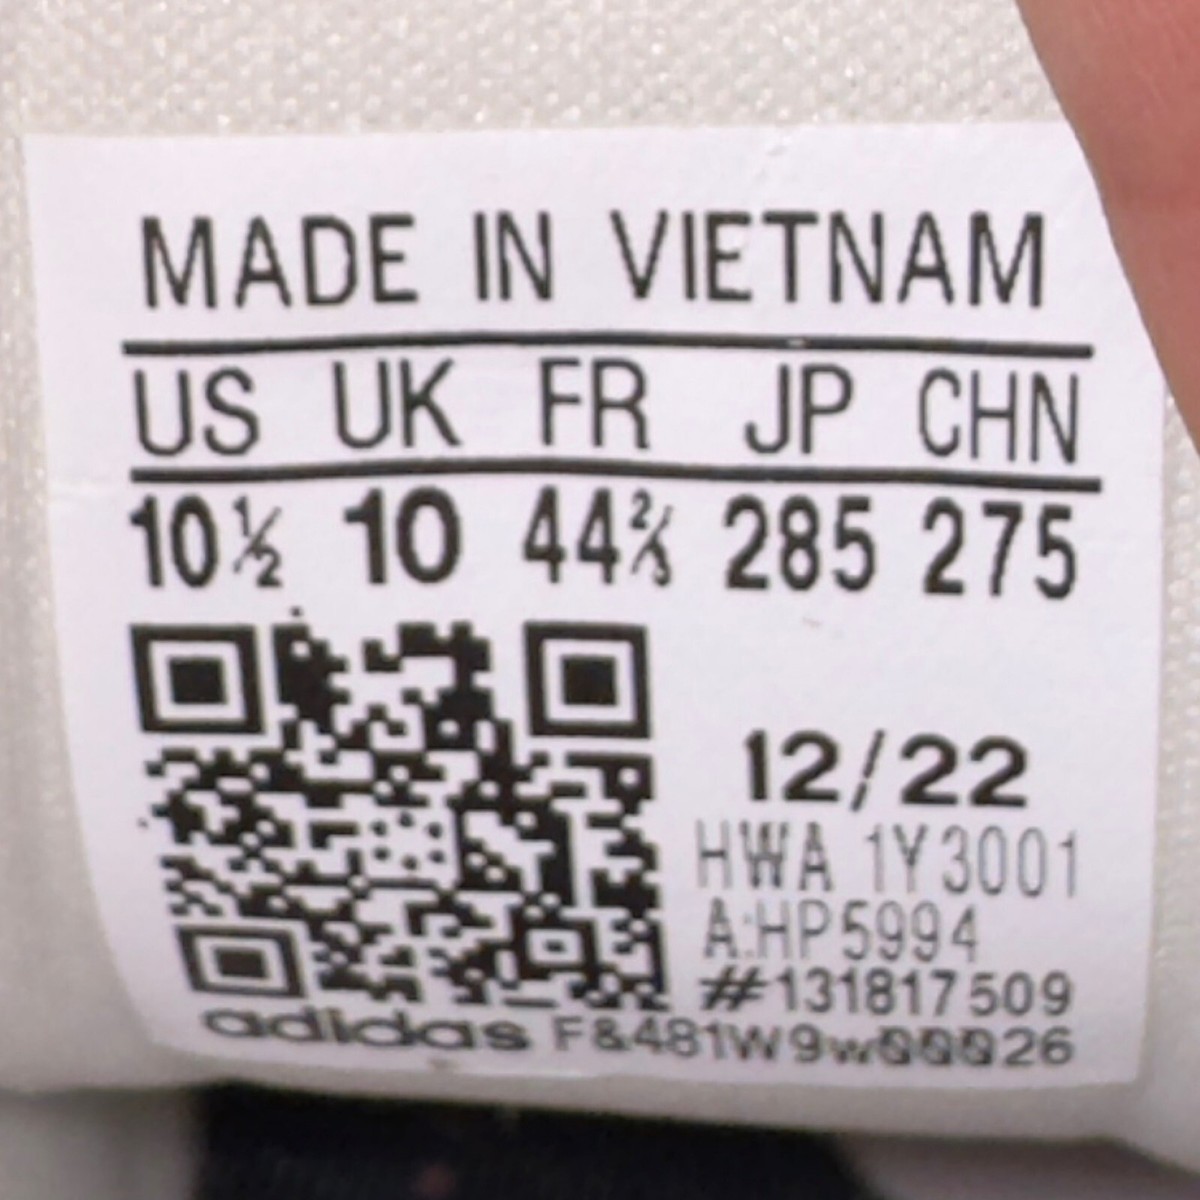 MADE IN VIETNAM
US UK FR JP CHN
10½ 10 44⅔ 285 275
12/22
HWA 1Y3001
A:HP5994
#131817509
adidas F&481W9w00026